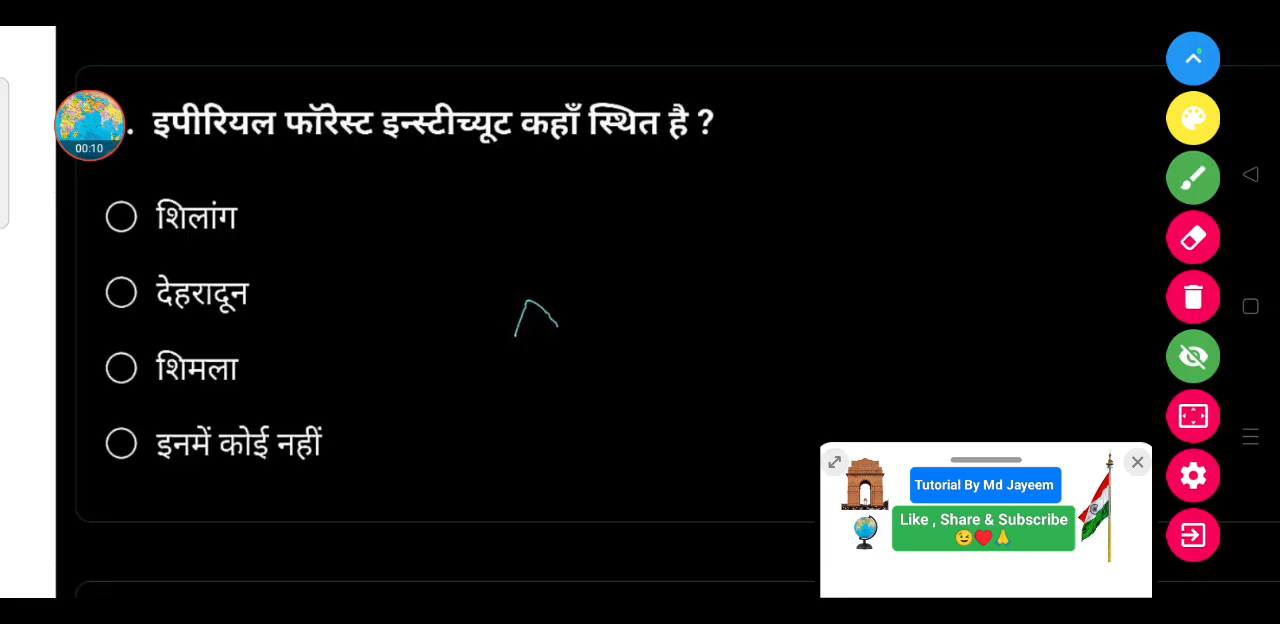 . इपीरियल फॉरेस्ट इन्स्टीच्यूट कहाँ स्थित है ?
00:10
शिलांग
देहरादून
शिमला
इनमें कोई नहीं
Tutorial By Md Jayeem
Like , Share & Subscribe
😉❤️🙏